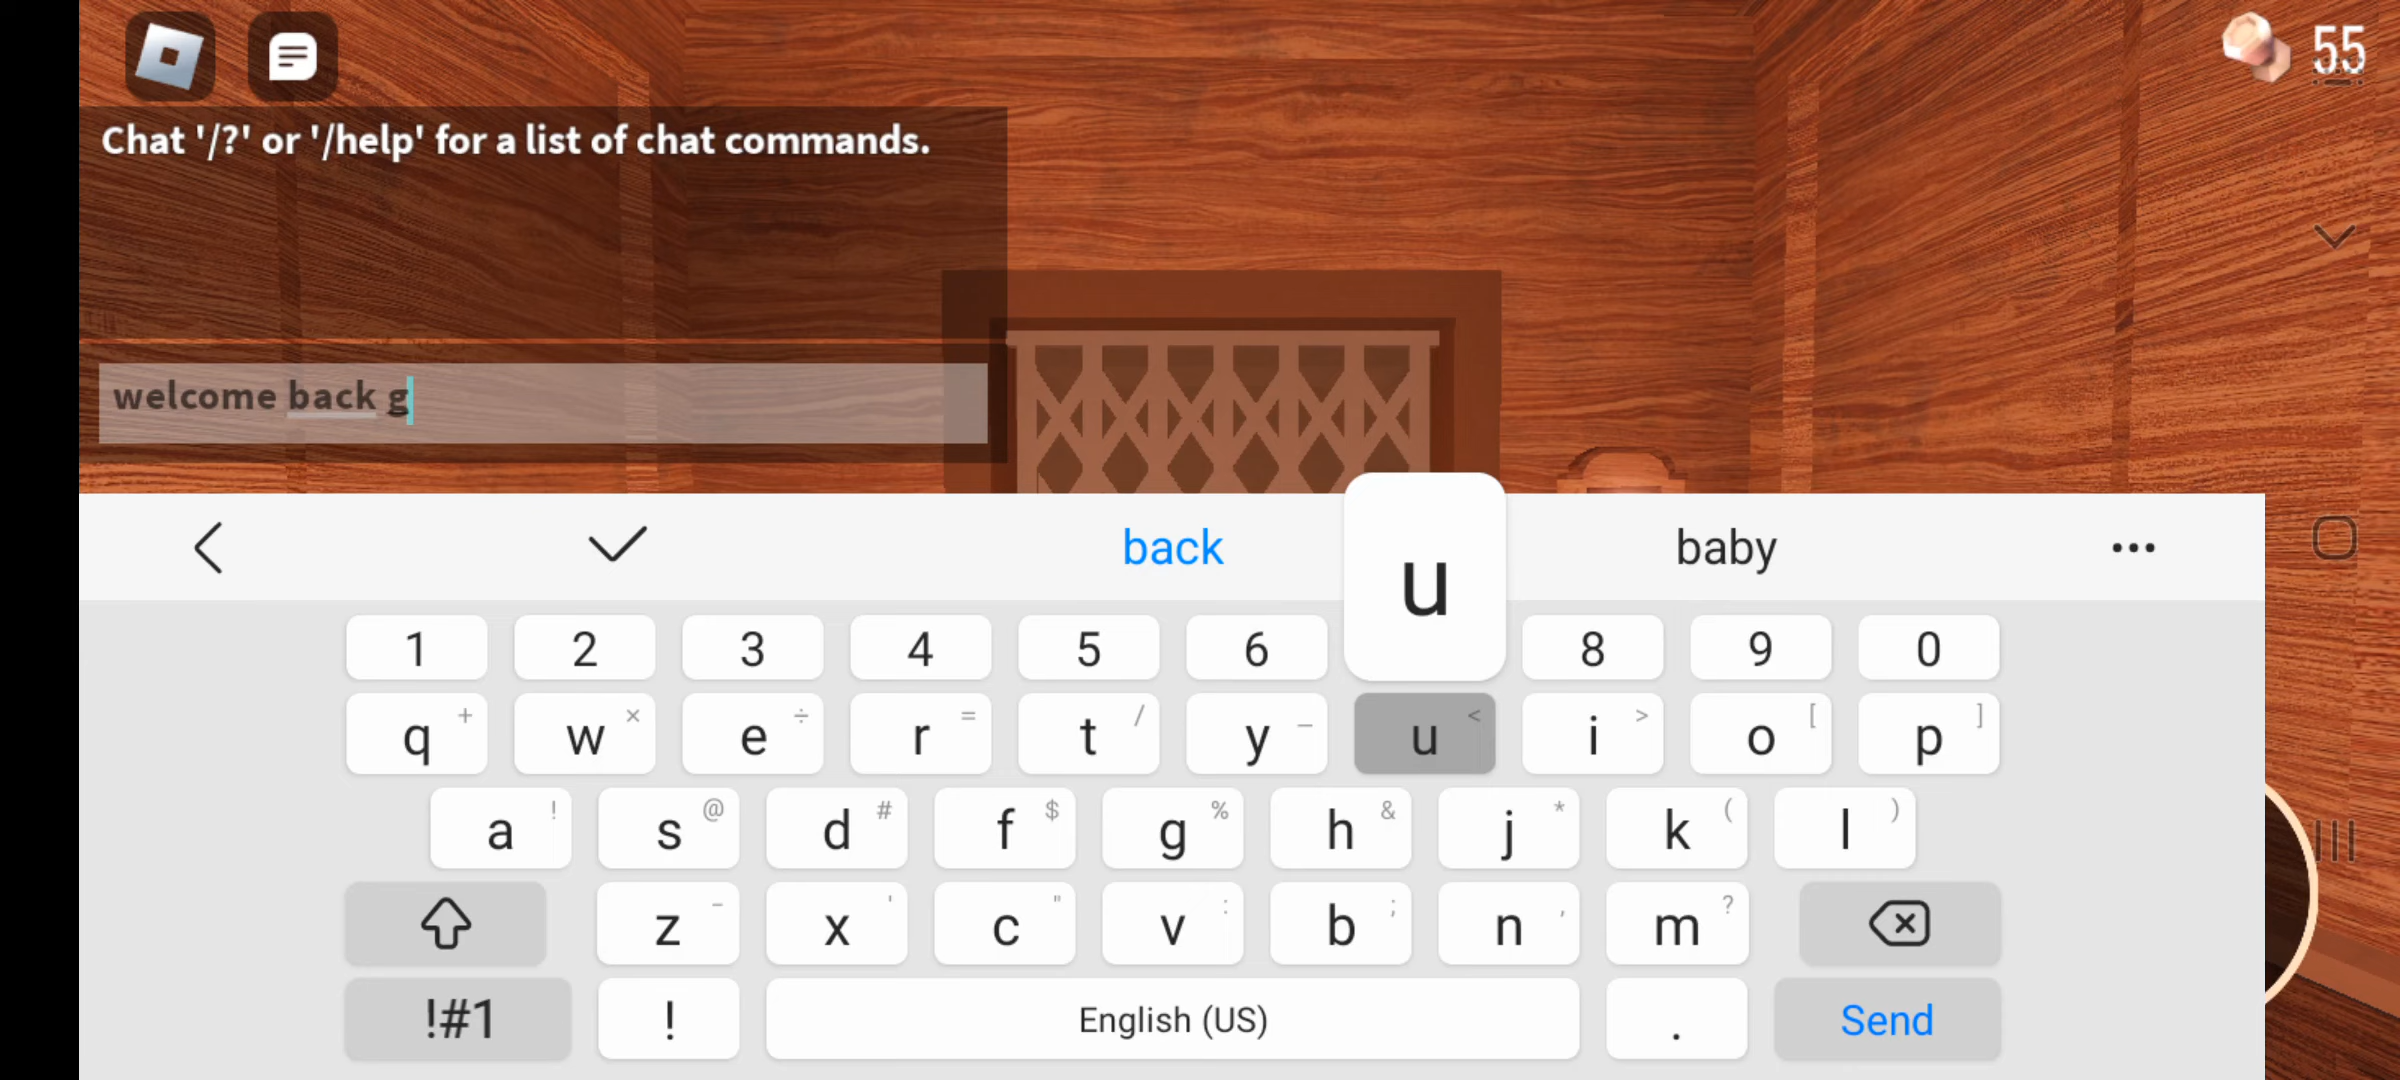 55
Chat '/?' or '/help' for a list of chat commands.
welcome back g
back
u
baby
1 2 3 4 5 6 8 9 0
q + w × e ÷ r = t / y _ u < i > o [ p ]
a ! s @ d # f $ g % h & j * k ( l )
z - x ' c " v : b ; n , m ?
!#1 ! English (US) . Send